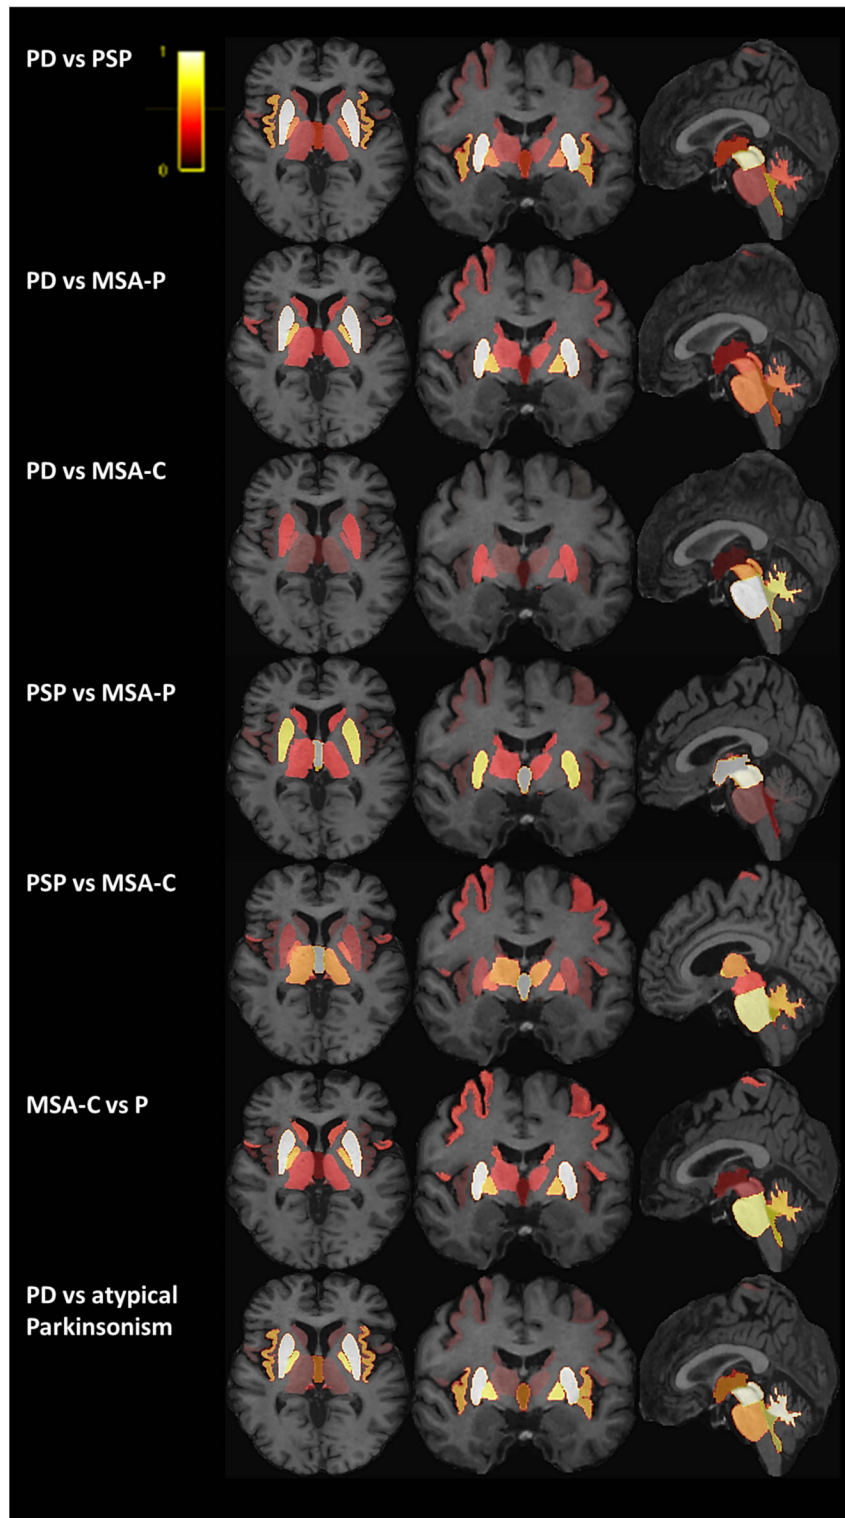 PD vs PSP
1
0
PD vs MSA-P
PD vs MSA-C
PSP vs MSA-P
PSP vs MSA-C
MSA-C vs P
PD vs atypical
Parkinsonism